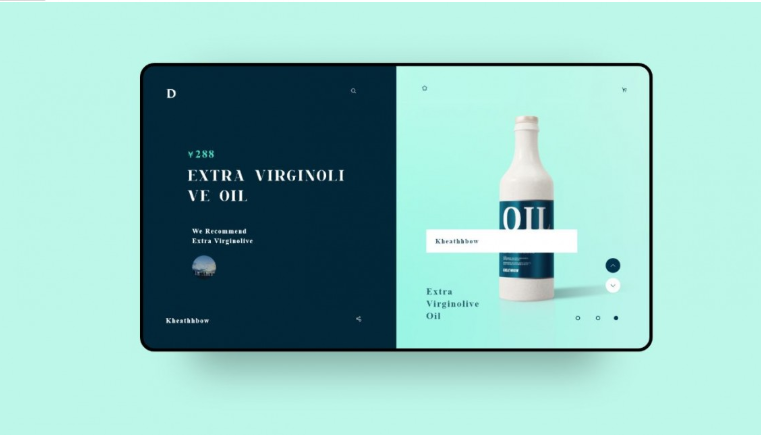 D
¥288
EXTRA VIRGINOLI
VE OIL
We Recommend
Extra Virginolive
Kheathhbow
OIL
Kheathhbow
Extra
Virginolive
Oil